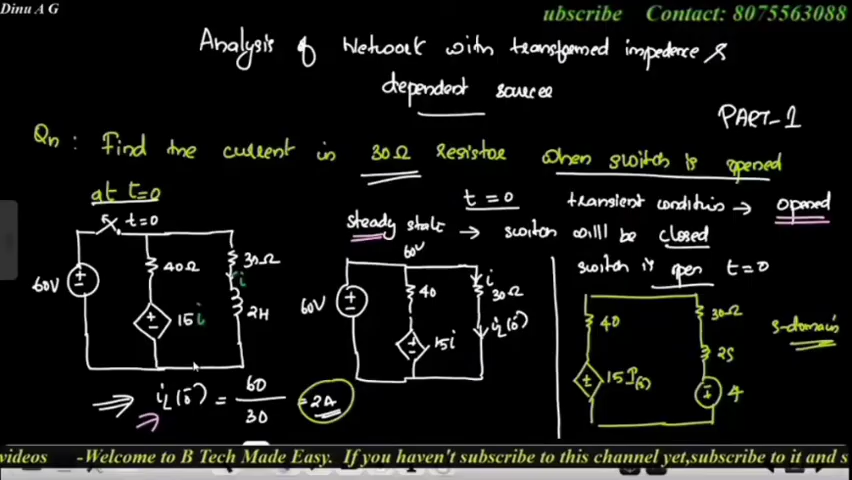 Dinu A G
ubscribe Contact: 8075563088
Analysis of Network with transformed impedence &
dependent sources
PART-1
Qn: Find the current in 30Ω resistor when switch is opened
at t=0
t=0 transient condition is → opened
steady state → switch will be closed
switch is open t=0
t=0
60V
40Ω
30Ω
i
15i
2H
60V
60V
40
i
30Ω
15i
iL(0⁻)
40
30Ω
2S
15I(s)
4
s-domain
⇒ iL(0⁻) = 60/30 = 2A
videos -Welcome to B Tech Made Easy. If you haven't subscribe to this channel yet,subscribe to it and s